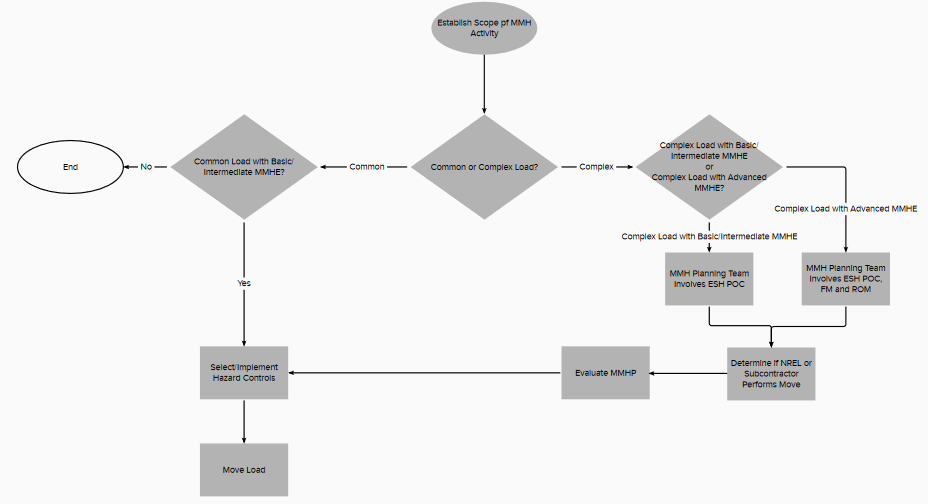 Establish Scope pf MMH
Activity
End
No
Common Load with Basic/
Intermediate MMHE?
Common
Common or Complex Load?
Complex
Complex Load with Basic/
Intermediate MMHE
or
Complex Load with Advanced
MMHE?
Complex Load with Advanced MMHE
Complex Load with Basic/Intermediate MMHE
MMH Planning Team
Involves ESH POC
MMH Planning Team
Involves ESH POC,
FM and ROM
Yes
Select/Implement
Hazard Controls
Evaluate MMHP
Determine if NREL or
Subcontractor
Performs Move
Move Load